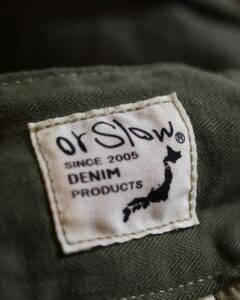 orSlow®
SINCE 2005
DENIM
PRODUCTS